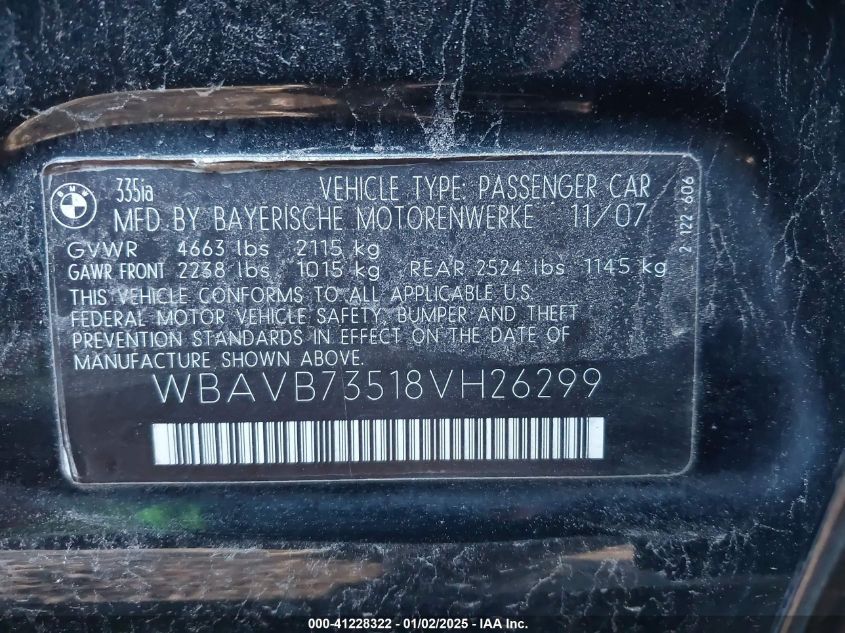 BMW
335ia VEHICLE TYPE: PASSENGER CAR
MFD BY BAYERISCHE MOTORENWERKE 11/07
GVWR 4663 lbs 2115 kg
GAWR FRONT 2238 lbs 1015 kg REAR 2524 lbs 1145 kg
THIS VEHICLE CONFORMS TO ALL APPLICABLE U.S.
FEDERAL MOTOR VEHICLE SAFETY, BUMPER AND THEFT
PREVENTION STANDARDS IN EFFECT ON THE DATE OF
MANUFACTURE SHOWN ABOVE.
WBAVB73518VH26299
2 122 606
000-41228322 - 01/02/2025 - IAA Inc.